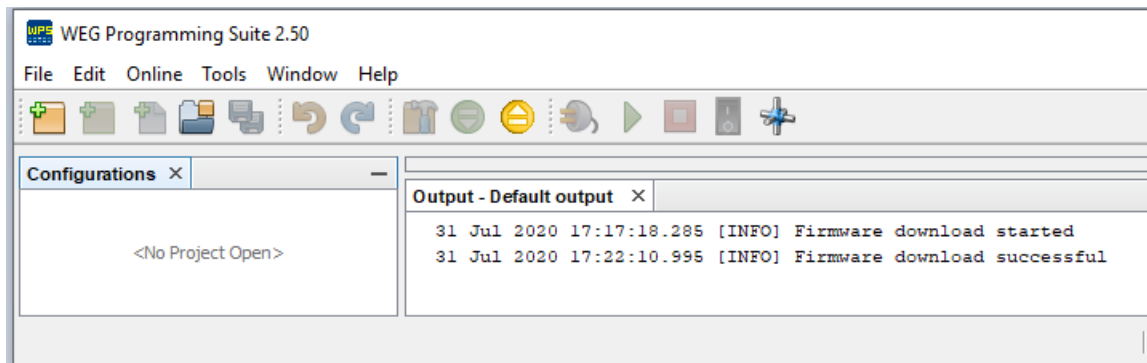 WPS WEG Programming Suite 2.50
File Edit Online Tools Window Help
Configurations
<No Project Open>
Output - Default output
31 Jul 2020 17:17:18.285 [INFO] Firmware download started
31 Jul 2020 17:22:10.995 [INFO] Firmware download successful